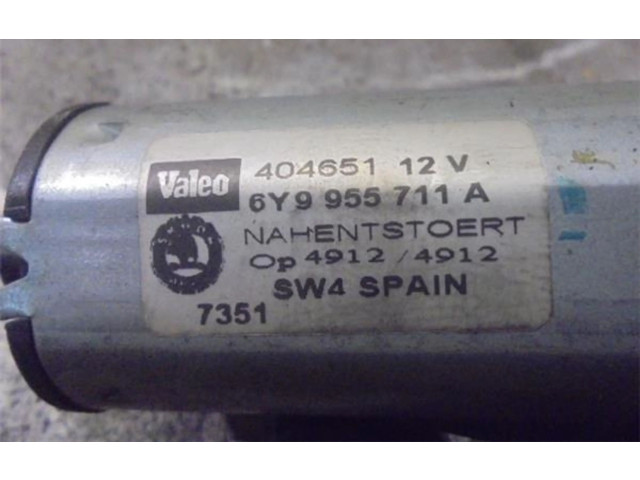 Valeo 404651 12 V
6Y9 955 711 A
NAHENTSTOERT
Op 4912 / 4912
SW4 SPAIN
7351